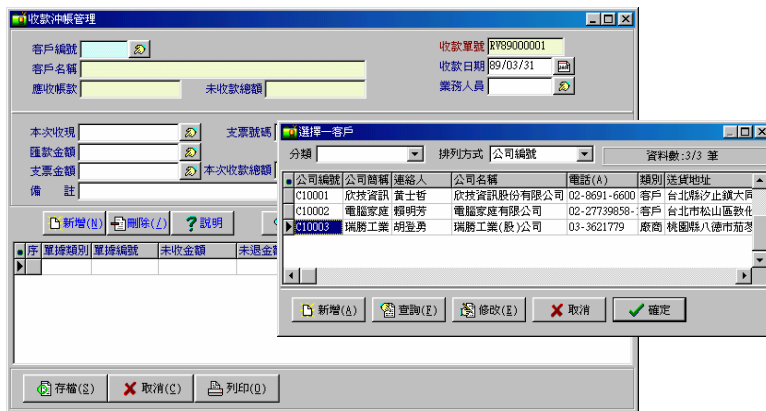 收款沖帳管理
客戶編號
收款單號 RV89000001
客戶名稱
收款日期 89/03/31
應收帳款 未收款總額
業務人員
本次收現 支票號碼
匯款金額
支票金額 本次收款總額
備 註
新增(N) 刪除(/) 說明
序 單據類別 單據編號 未收金額 未退金
存檔(S) 取消(C) 列印(Q)
選擇一客戶
分類 排列方式 公司編號 資料數:3/3 筆
公司編號 公司簡稱 連絡人 公司名稱 電話(A) 類別 送貨地址
C10001 欣技資訊 黃士哲 欣技資訊股份有限公司 02-8691-6600 客戶 台北縣汐止鎮大同
C10002 電腦家庭 賴明芳 電腦家庭有限公司 02-27739858- 客戶 台北市松山區敦化
C10003 瑞勝工業 胡登勇 瑞勝工業(股)公司 03-3621779 廠商 桃園縣八德市茄苳
新增(A) 查詢(F) 修改(E) 取消 確定